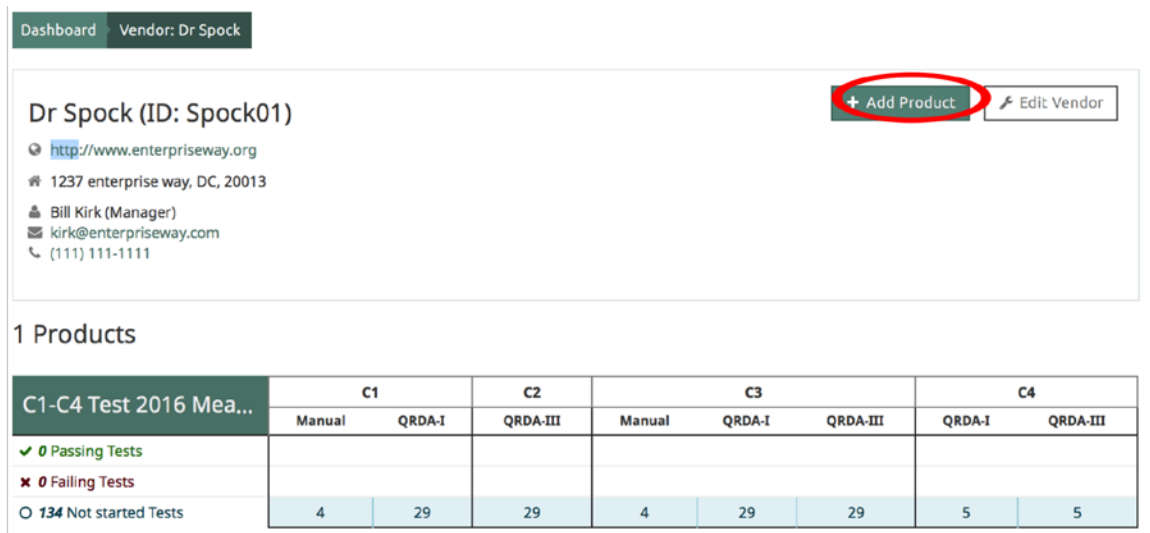 Dashboard Vendor: Dr Spock
Dr Spock (ID: Spock01)
+ Add Product
Edit Vendor
http://www.enterpriseway.org
1237 enterprise way, DC, 20013
Bill Kirk (Manager)
kirk@enterpriseway.com
(111) 111-1111
1 Products
C1-C4 Test 2016 Mea... C1 C2 C3 C4
Manual QRDA-I QRDA-III Manual QRDA-I QRDA-III QRDA-I QRDA-III
0 Passing Tests
0 Failing Tests
134 Not started Tests 4 29 29 4 29 29 5 5